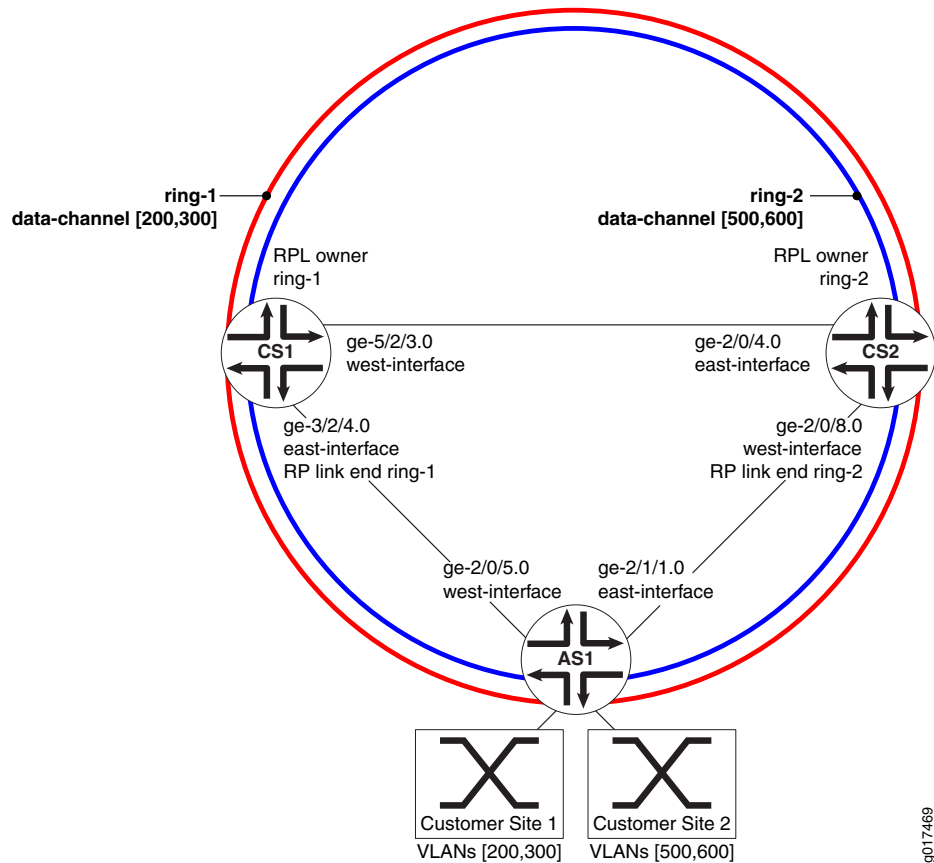 ring-1
data-channel [200,300]
ring-2
data-channel [500,600]
RPL owner
ring-1
RPL owner
ring-2
CS1
ge-5/2/3.0
west-interface
ge-2/0/4.0
east-interface
CS2
ge-3/2/4.0
east-interface
RP link end ring-1
ge-2/0/8.0
west-interface
RP link end ring-2
ge-2/0/5.0
west-interface
ge-2/1/1.0
east-interface
AS1
Customer Site 1
VLANs [200,300]
Customer Site 2
VLANs [500,600]
g017469